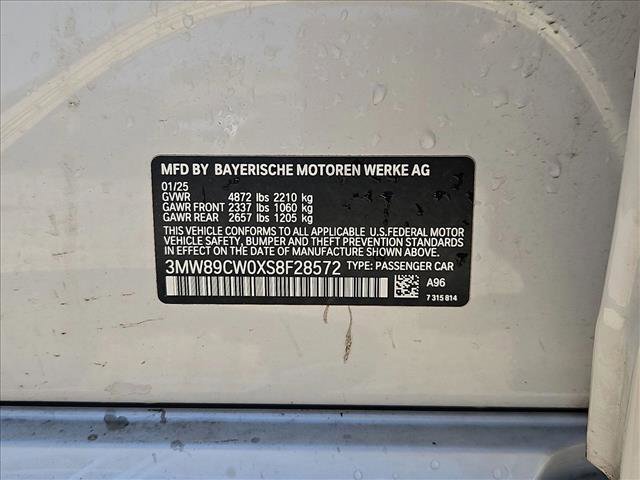 MFD BY BAYERISCHE MOTOREN WERKE AG
01/25
GVWR 4872 lbs 2210 kg
GAWR FRONT 2337 lbs 1060 kg
GAWR REAR 2657 lbs 1205 kg
THIS VEHICLE CONFORMS TO ALL APPLICABLE U.S.FEDERAL MOTOR
VEHICLE SAFETY, BUMPER AND THEFT PREVENTION STANDARDS
IN EFFECT ON THE DATE OF MANUFACTURE SHOWN ABOVE.
3MW89CW0XS8F28572 TYPE: PASSENGER CAR
A96
7 315 814